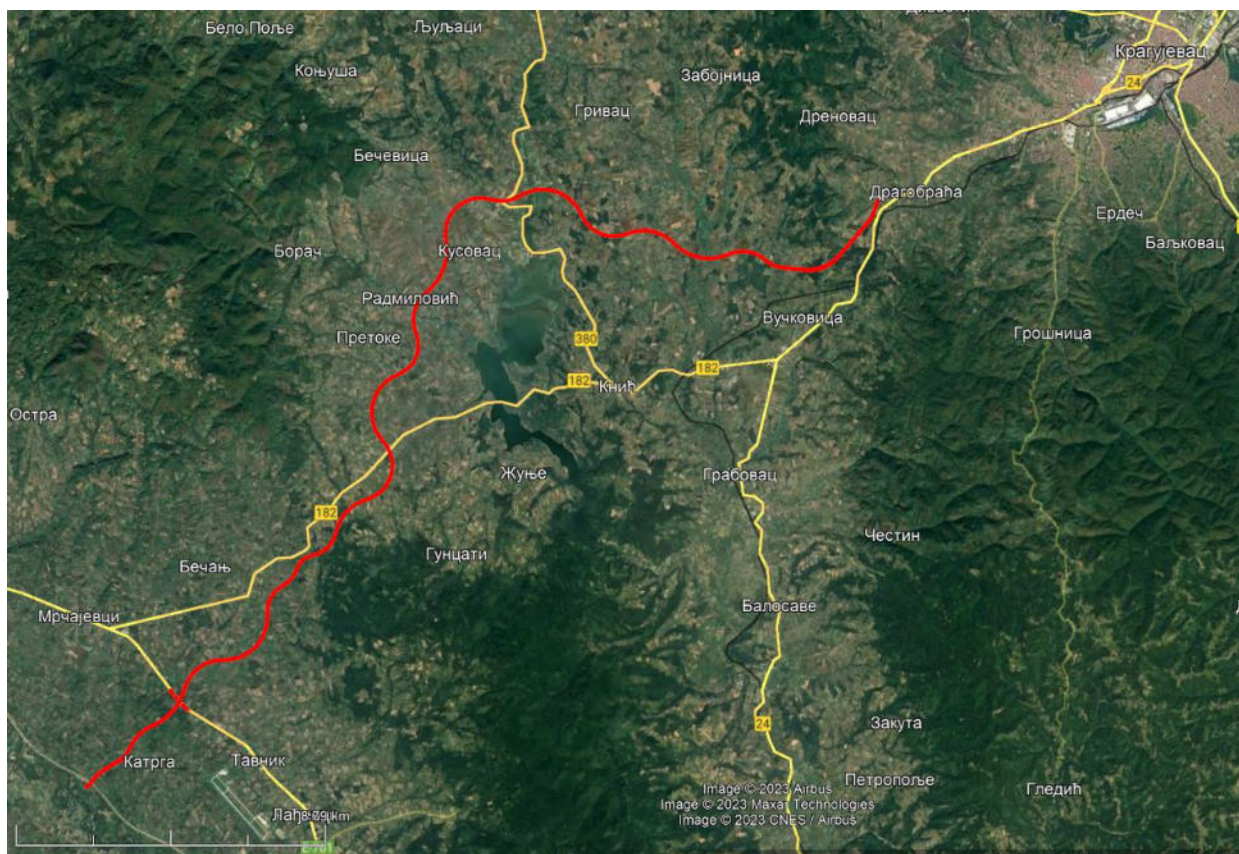 Бело Поље
Љуљаци
Крагујевац
Коњуша
Забојница
24
Гривац
Дреновац
Бечевица
Драгобраћа
Ердеч
Баљковац
Борач
Кусовац
Радмиловић
Вучковица
Грошница
Претоке
380
182
182
Кнић
Остра
Жуње
Грабовац
182
Честин
Гунцати
Бечањ
Балосаве
Мрчајевци
24
Закута
Катрга
Тавник
Петропоље
Гледић
Image © 2023 Airbus
Image © 2023 Maxar Technologies
Image © 2023 CNES / Airbus
km